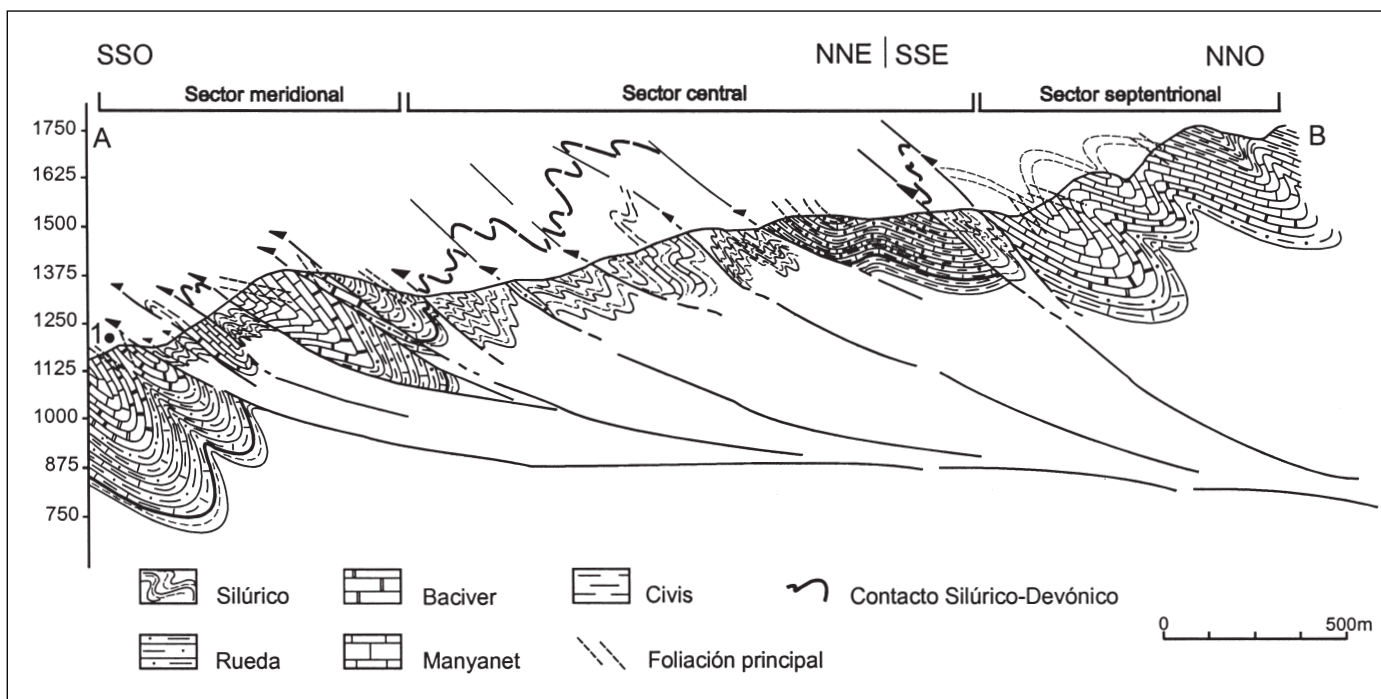 SSO NNE | SSE NNO
Sector meridional Sector central Sector septentrional
1750 A B
1625
1500
1375
1250
1
1125
1000
875
750
Silúrico Baciver Civis Contacto Silúrico-Devónico
Rueda Manyanet Foliación principal
0 500m